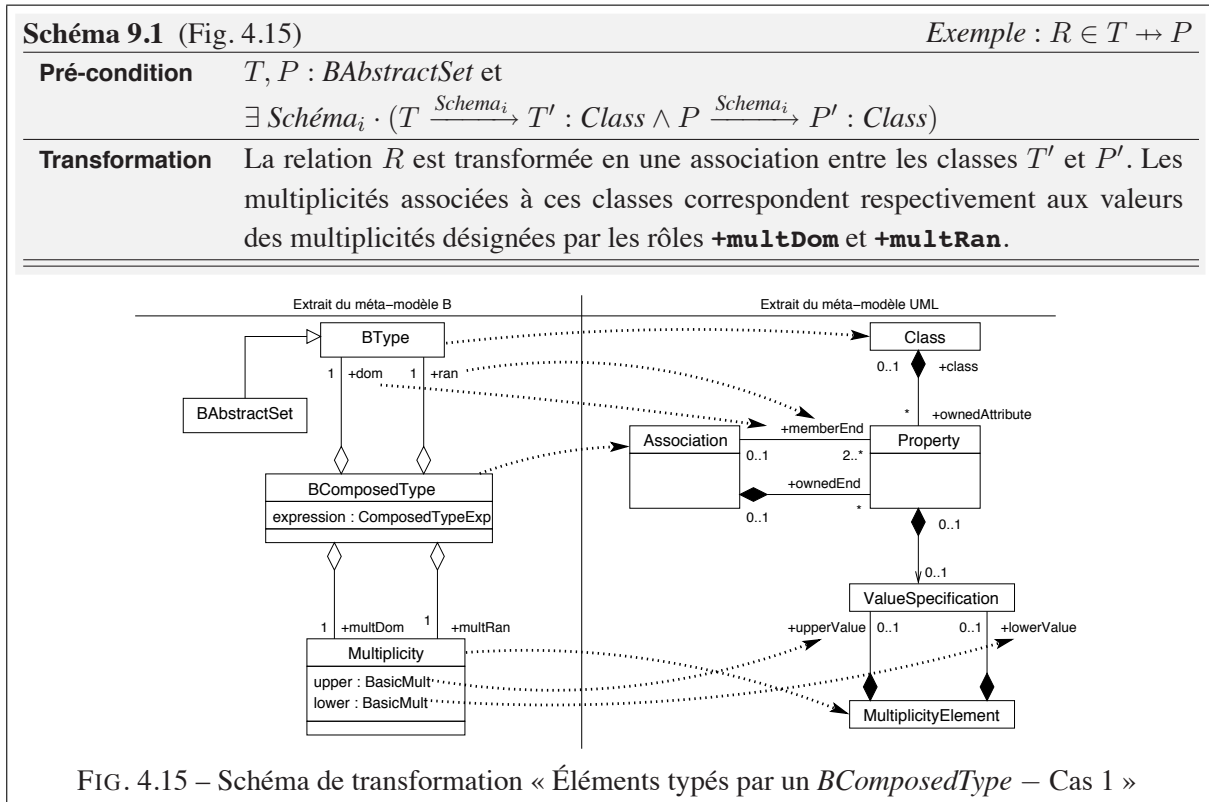 Schéma 9.1 (Fig. 4.15) Exemple : R ∈ T ⇸ P
Pré-condition T, P : BAbstractSet et
∃ Schéma_i · (T —Schema_i→ T′ : Class ∧ P —Schema_i→ P′ : Class)
Transformation La relation R est transformée en une association entre les classes T′ et P′. Les
multiplicités associées à ces classes correspondent respectivement aux valeurs
des multiplicités désignées par les rôles +multDom et +multRan.
Extrait du méta−modèle B
Extrait du méta−modèle UML
BType
Class
1 +dom 1 +ran
0..1 +class
BAbstractSet
* +ownedAttribute
Association
+memberEnd
Property
0..1 2..*
+ownedEnd
0..1 *
BComposedType
expression : ComposedTypeExp
0..1
0..1
ValueSpecification
1 +multDom 1 +multRan
+upperValue 0..1 0..1 +lowerValue
Multiplicity
upper : BasicMult
lower : BasicMult
MultiplicityElement
FIG. 4.15 – Schéma de transformation « Éléments typés par un BComposedType − Cas 1 »